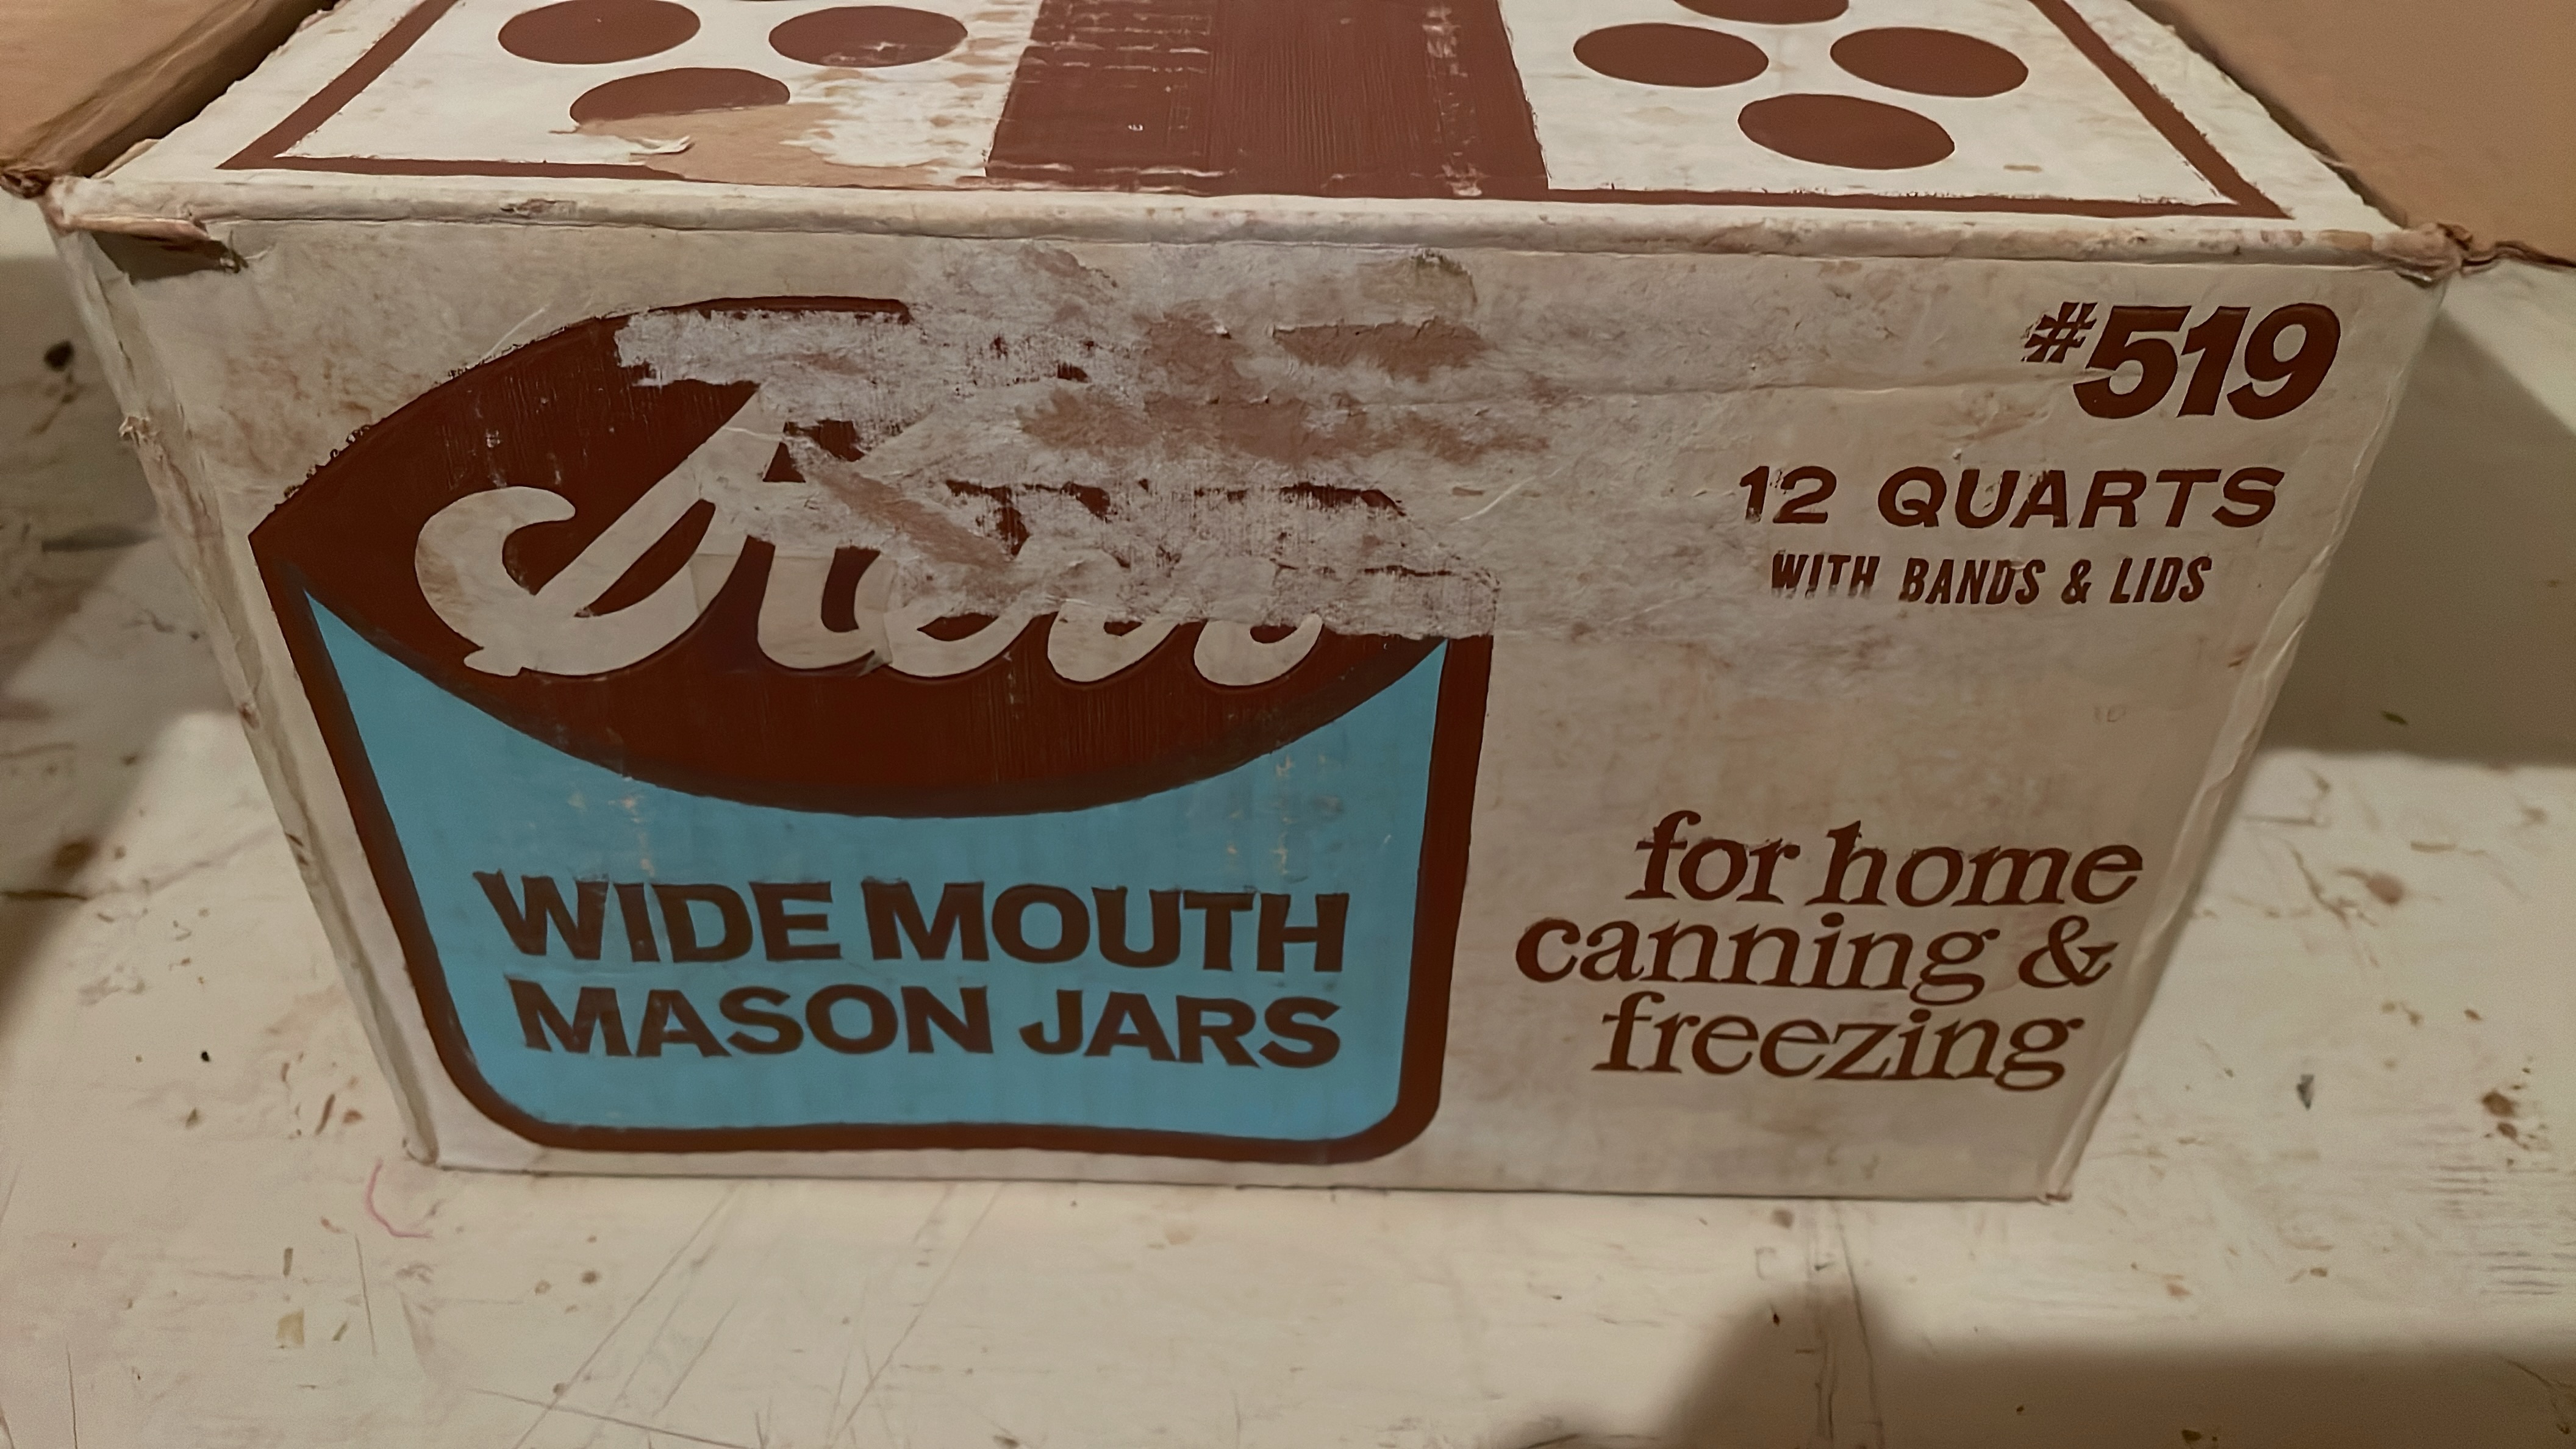 #519
12 QUARTS
WITH BANDS & LIDS
WIDE MOUTH
MASON JARS
for home
canning &
freezing